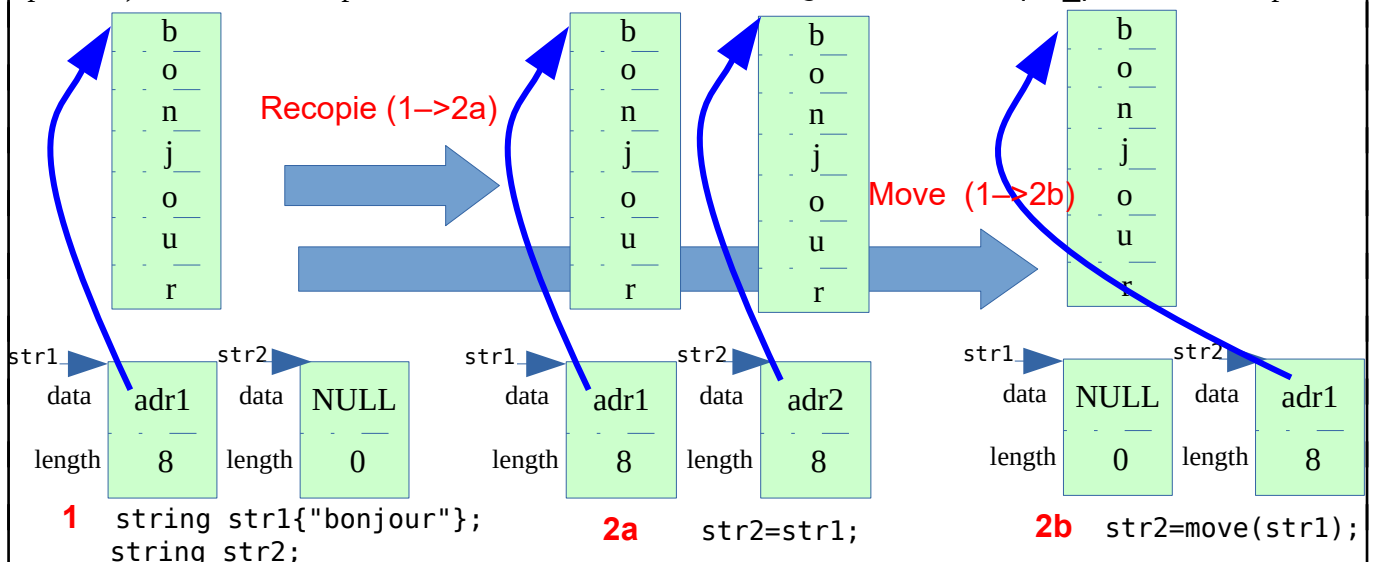 b b b b
o o o o
n n n n
j j j j
o o o o
u u u u
r r r r
Recopie (1–>2a)
Move (1–>2b)
str1 str2 str1 str2 str1 str2
data adr1 data NULL data adr1 data adr2 data NULL data adr1
length 8 length 0 length 8 length 8 length 0 length 8
1 string str1{"bonjour"};
string str2;
2a str2=str1;
2b str2=move(str1);